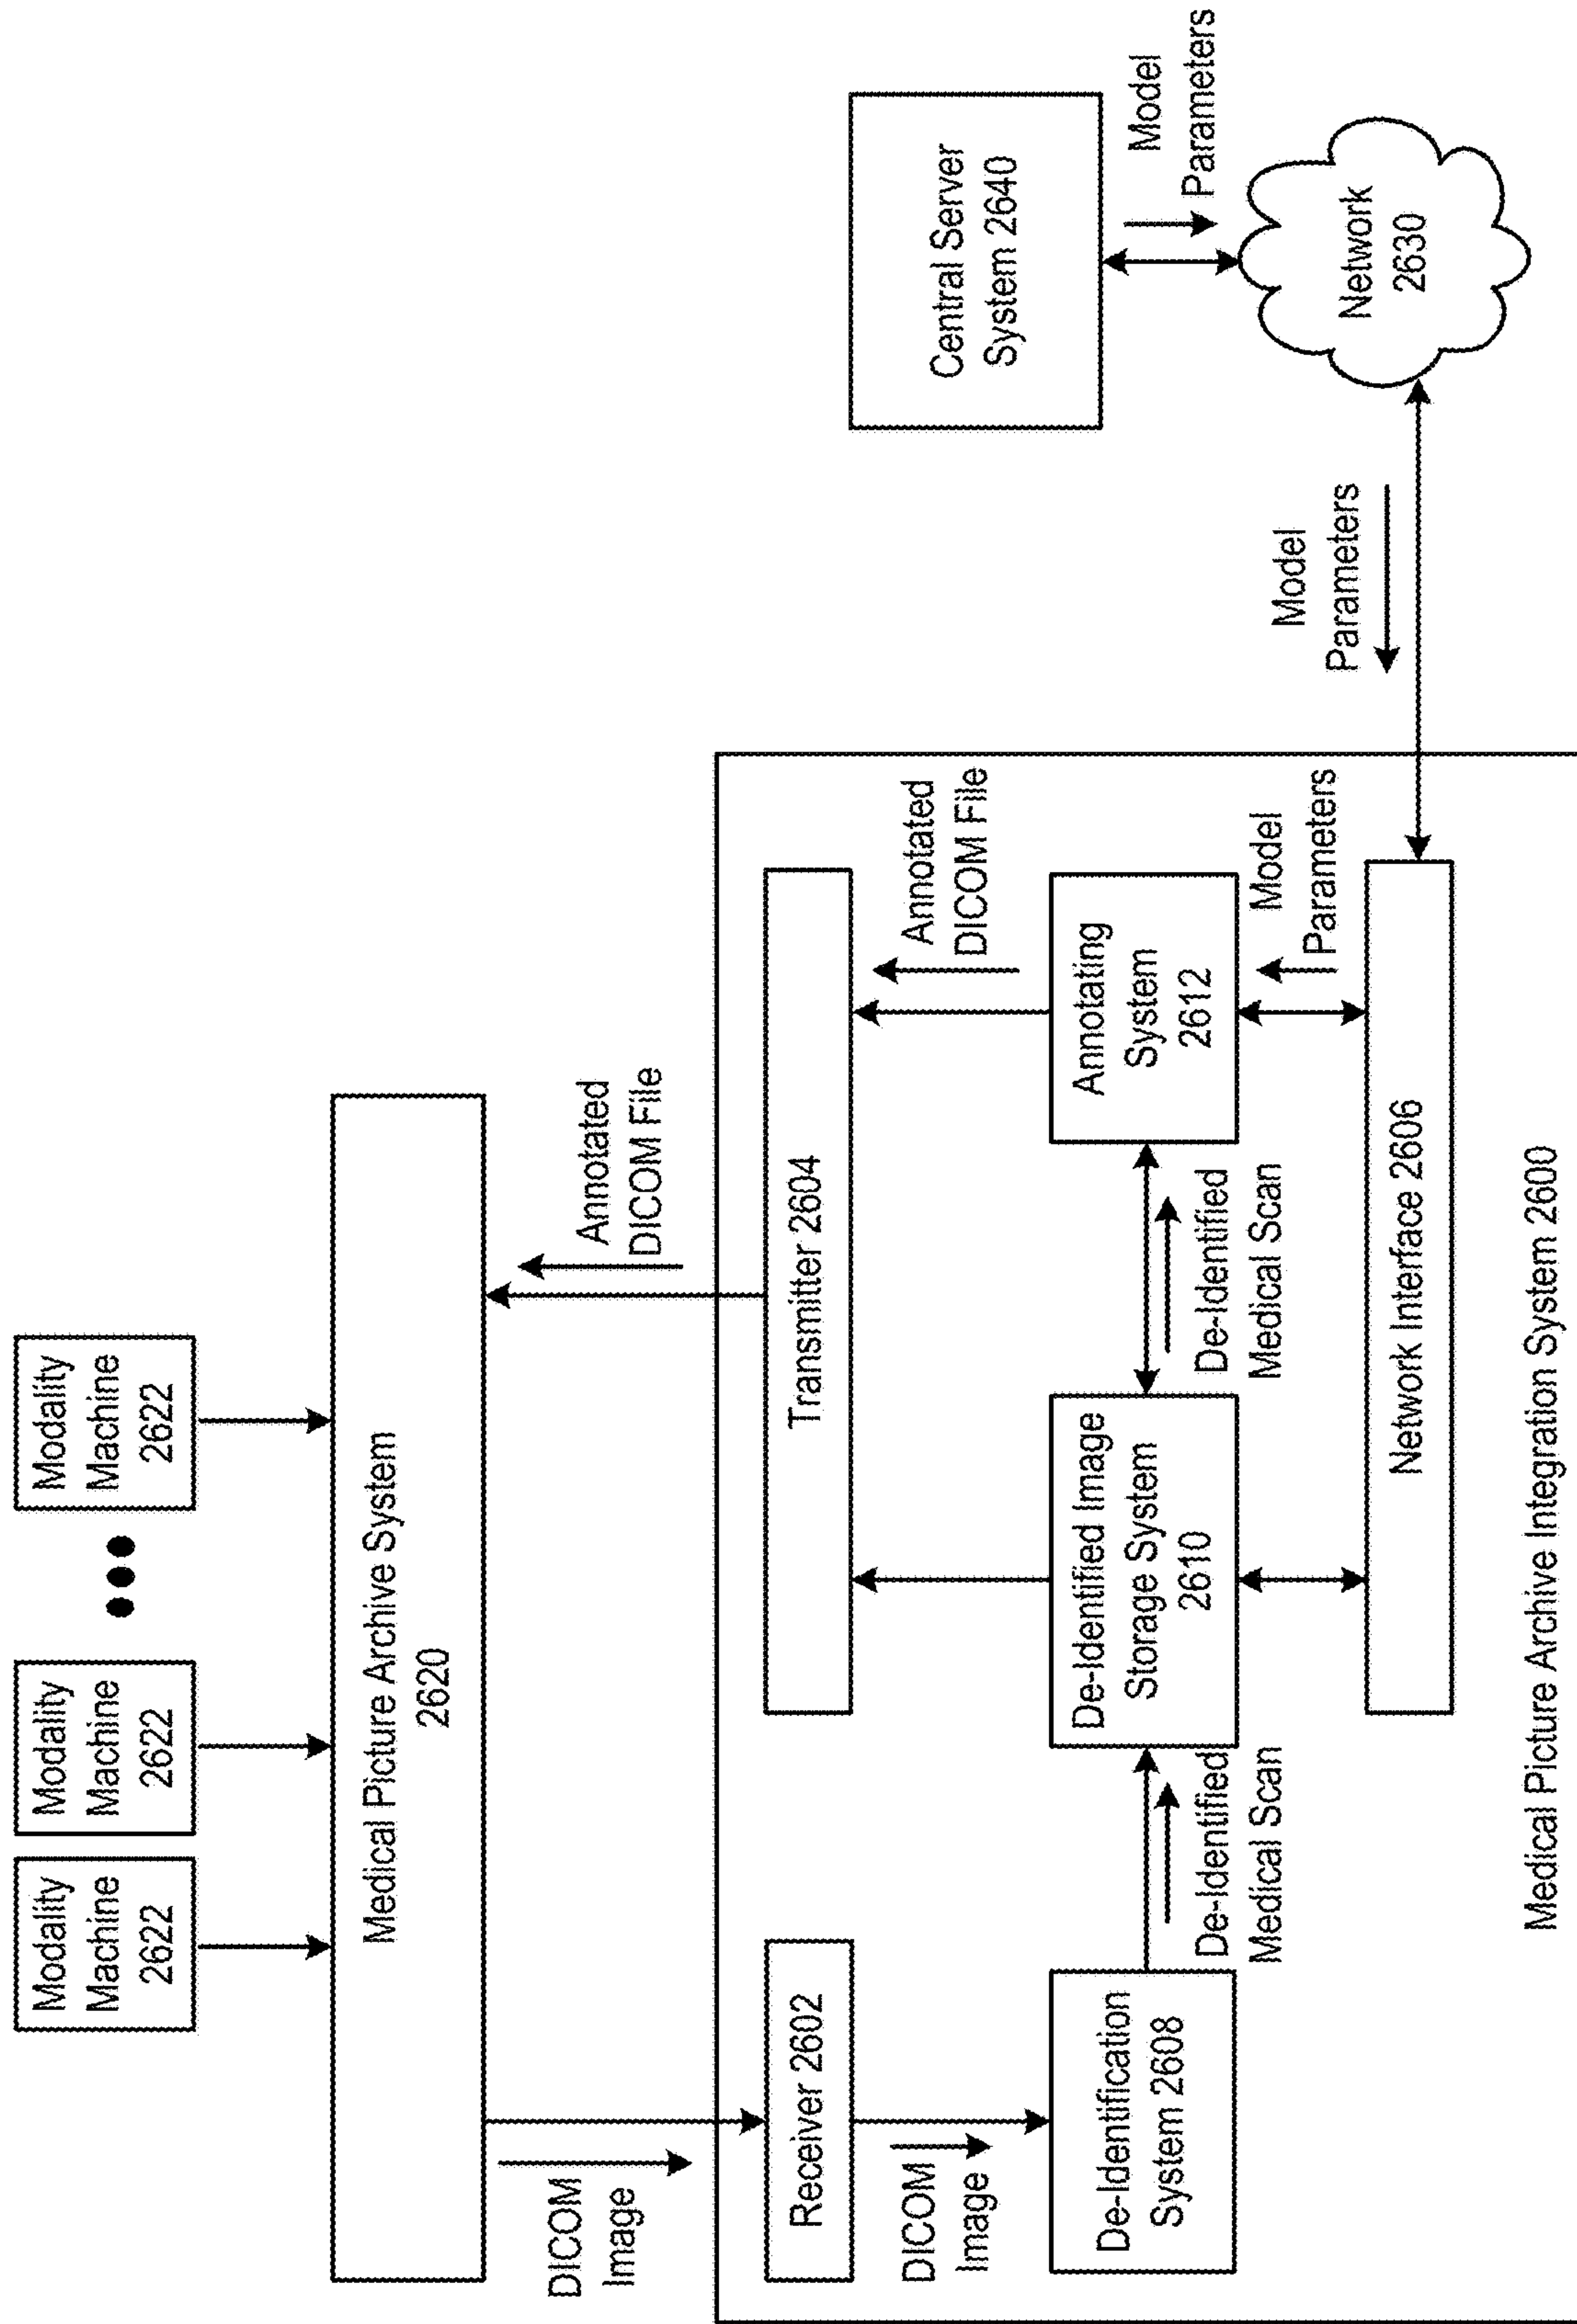 Modality
Machine
2622
Modality
Machine
2622
Modality
Machine
2622
Medical Picture Archive System
2620
DICOM
Image
Annotated
DICOM File
Receiver 2602
Transmitter 2604
DICOM
Image
Annotated
DICOM File
De-Identification
System 2608
De-Identified
Medical Scan
De-Identified Image
Storage System
2610
De-Identified
Medical Scan
Annotating
System
2612
Model
Parameters
Network Interface 2606
Medical Picture Archive Integration System 2600
Model
Parameters
Central Server
System 2640
Model
Parameters
Network
2630